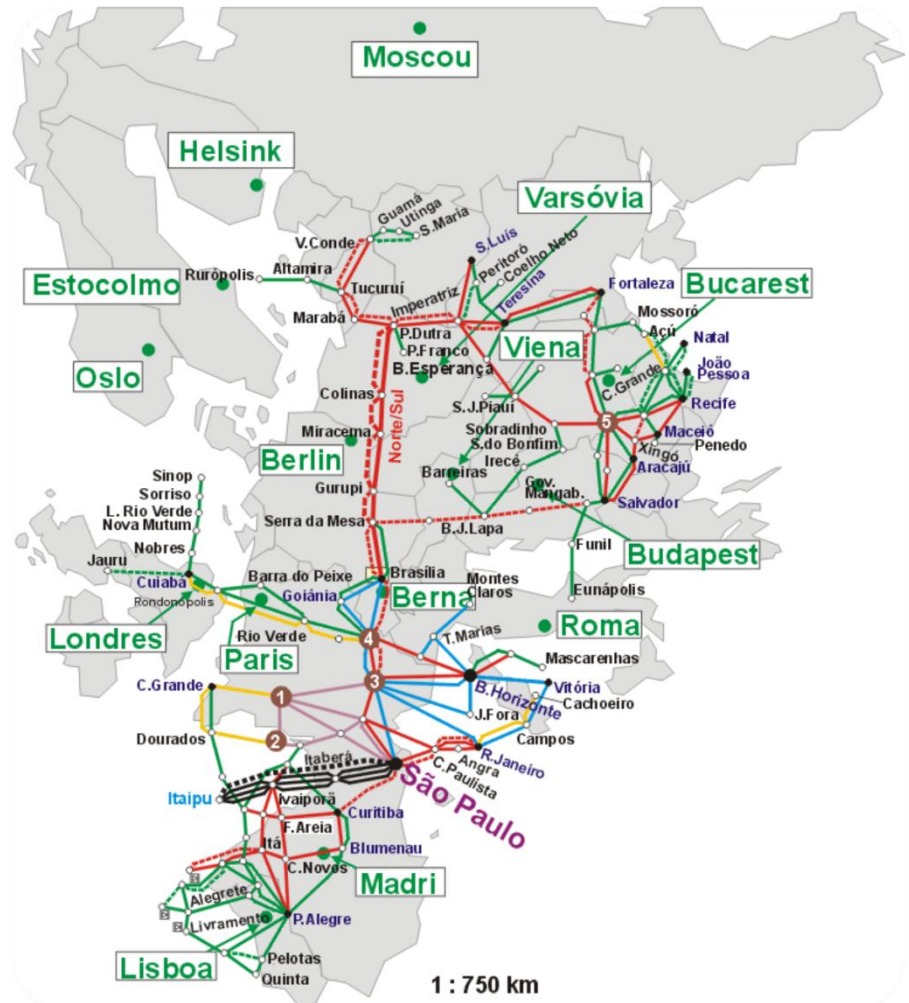 Moscou
Helsink
Varsóvia
Guamá
Utinga
S.Maria
V.Conde
S.Luís
Peritoró
Coelho Neto
Estocolmo
Rurópolis
Altamira
Tucuruí
Imperatriz
Teresina
Fortaleza
Bucarest
Marabá
P.Dutra
Mossoró
Açú
Natal
P.Franco
Viena
João
Pessoa
Oslo
B.Esperança
C.Grande
Colinas
S.J.Piauí
Recife
Norte/Sul
Sobradinho
5
Maceió
Miracema
S.do Bonfim
Xingó
Penedo
Berlin
Irecê
Aracajú
Sinop
Barreiras
Gov.
Mangab.
Sorriso
Gurupi
Salvador
L. Rio Verde
Nova Mutum
Serra da Mesa
B.J.Lapa
Nobres
Funil
Budapest
Jauru
Cuiabá
Barra do Peixe
Brasília
Montes
Claros
Goiânia
Berna
Eunápolis
Rondonópolis
Londres
Rio Verde
4
T.Marias
Roma
Paris
Mascarenhas
C.Grande
3
B.Horizonte
Vitória
1
Cachoeiro
J.Fora
Dourados
2
Campos
Itaberá
R.Janeiro
Angra
C.Paulista
São Paulo
Itaipu
ivaiporã
Curitiba
F.Areia
Itá
Blumenau
C.Novos
Madri
Alegrete
Livramento
P.Alegre
Lisboa
Pelotas
Quinta
1 : 750 km